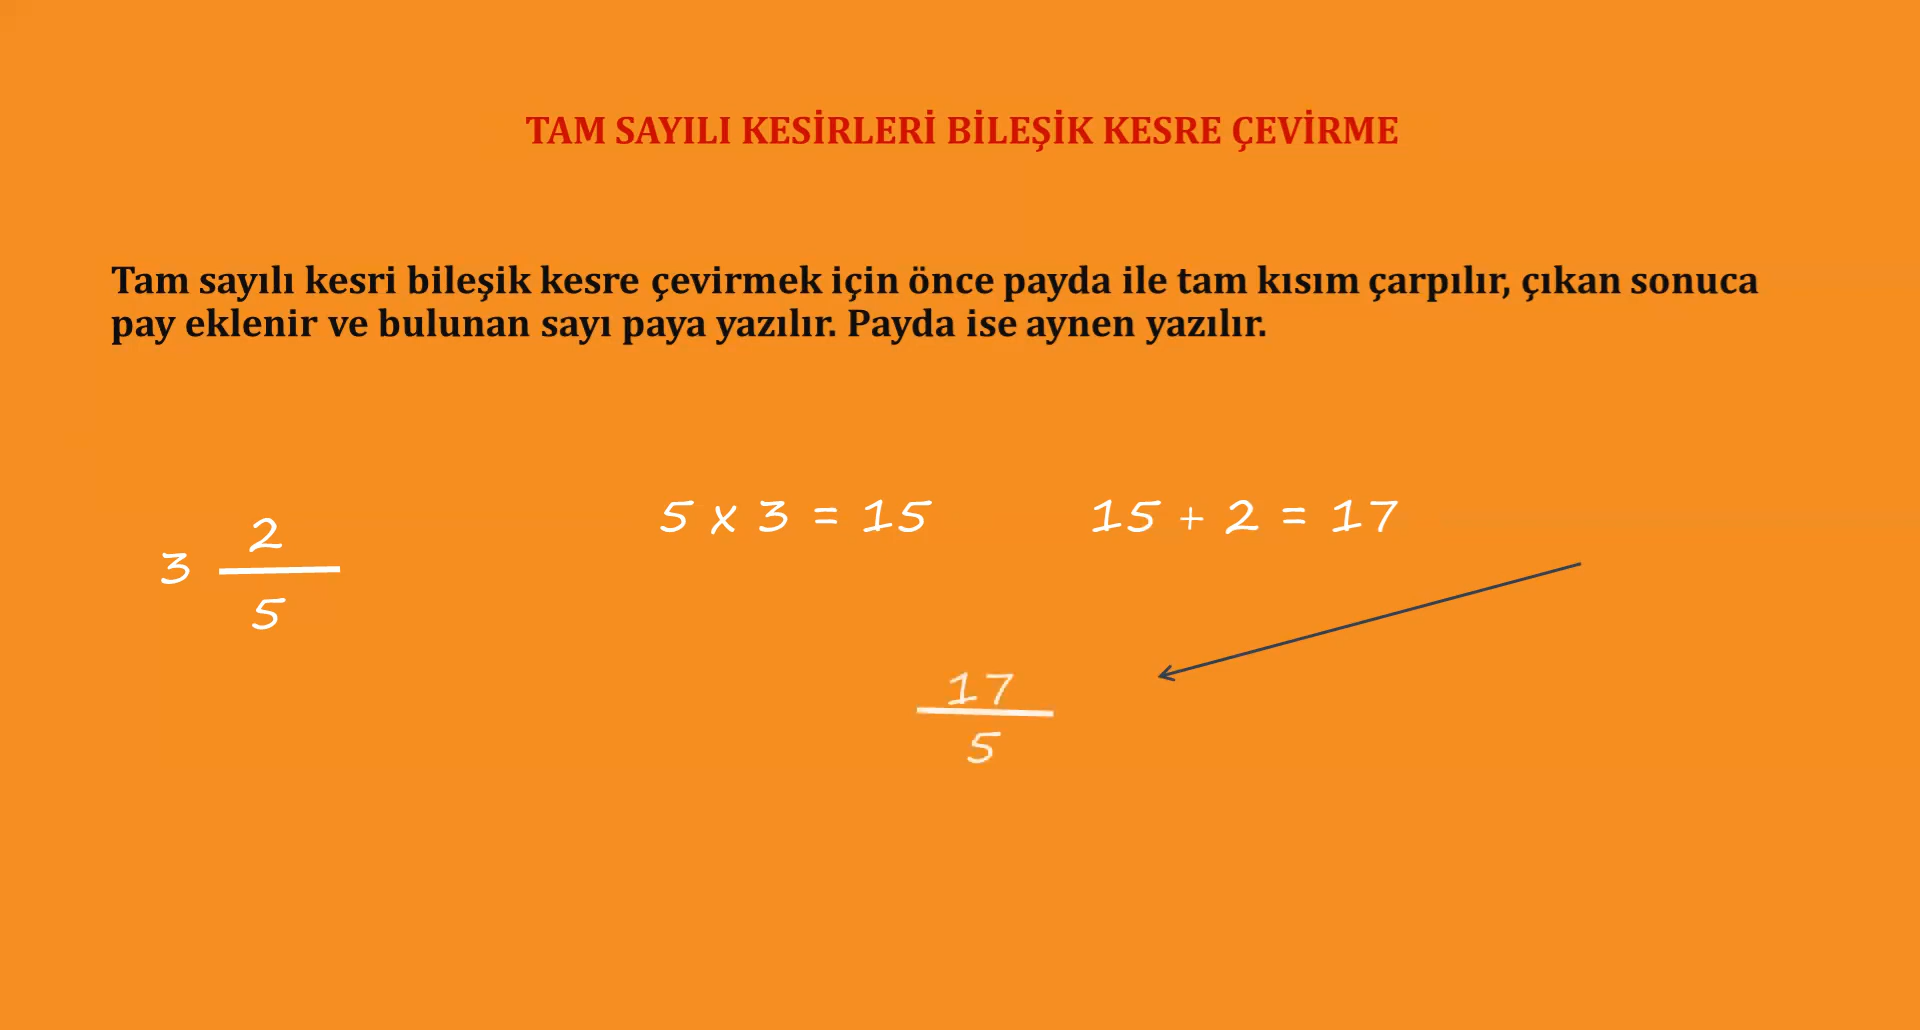 TAM SAYILI KESİRLERİ BİLEŞİK KESRE ÇEVİRME
Tam sayılı kesri bileşik kesre çevirmek için önce payda ile tam kısım çarpılır, çıkan sonuca
pay eklenir ve bulunan sayı paya yazılır. Payda ise aynen yazılır.
5 x 3 = 15 15 + 2 = 17
2
3
5
17
5